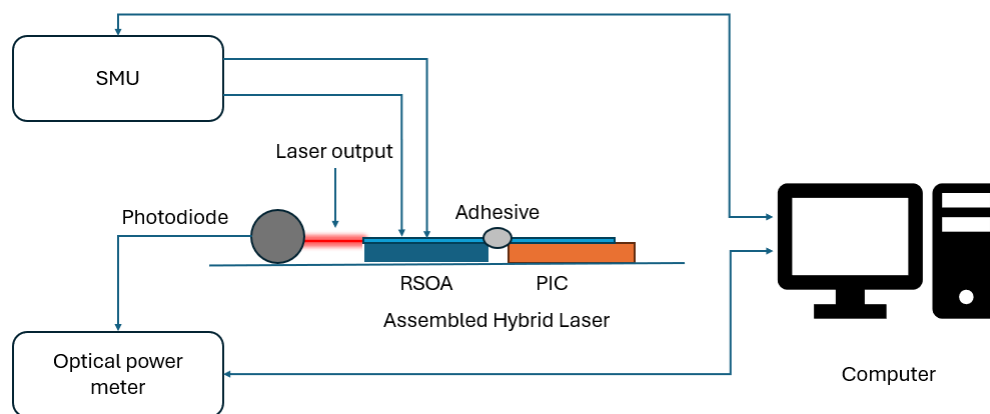 SMU
Laser output
Photodiode
Adhesive
RSOA
PIC
Assembled Hybrid Laser
Optical power
meter
Computer